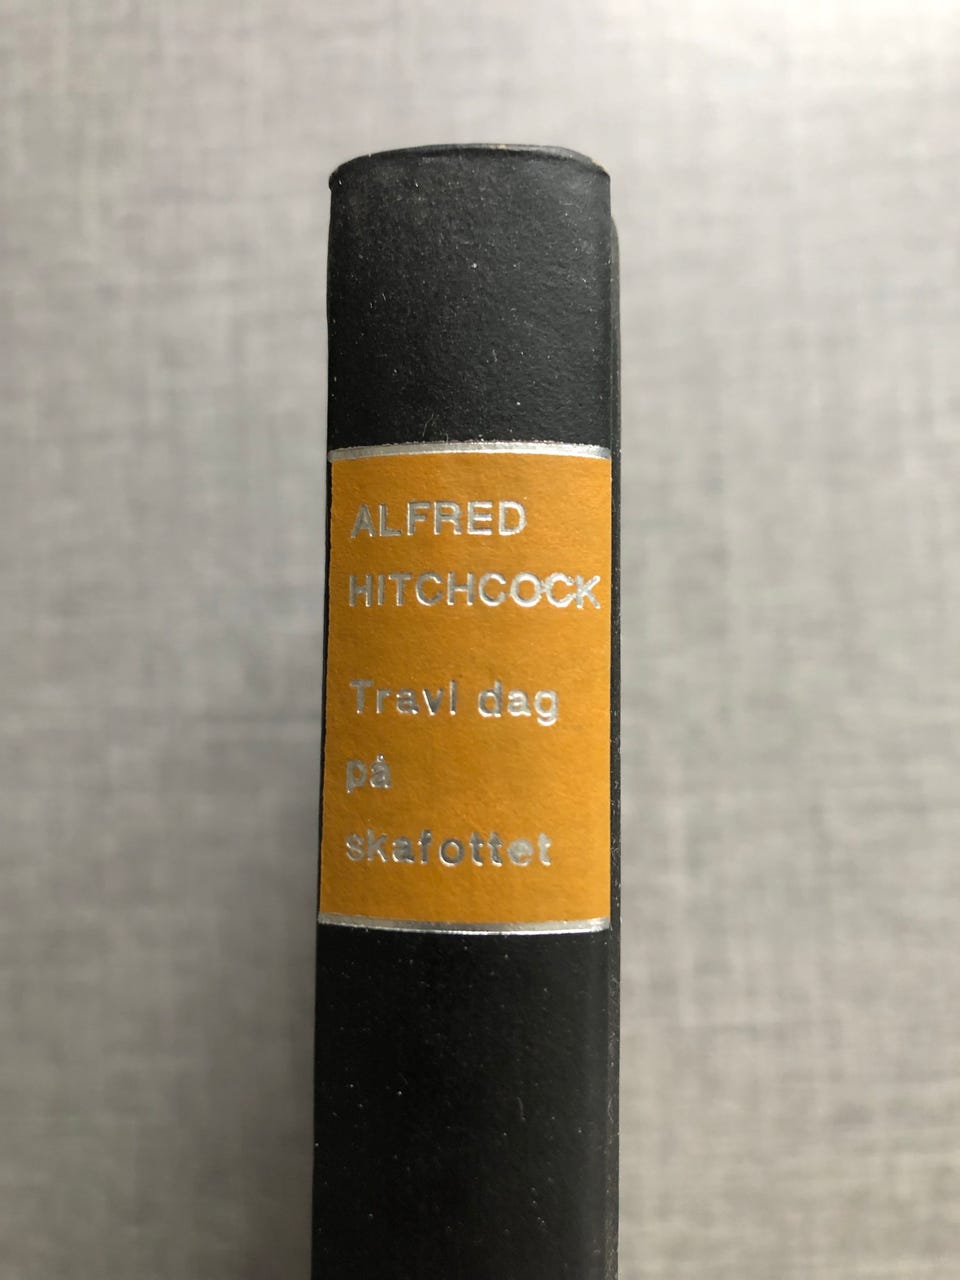 ALFRED
HITCHCOCK
Travl dag
på
skafottet